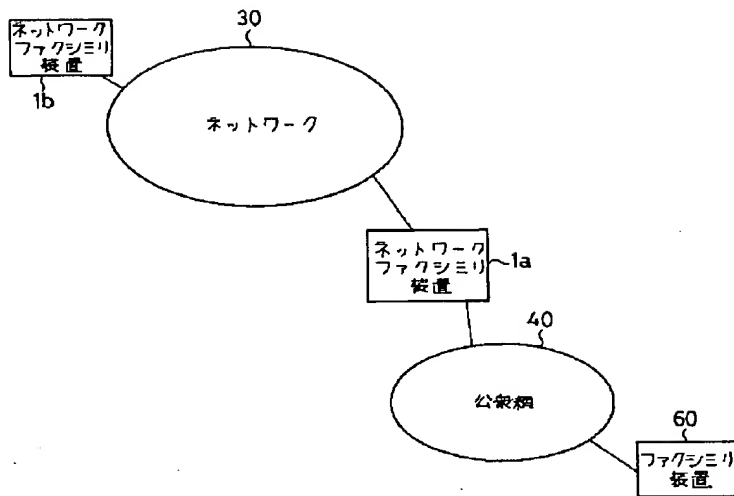 30
ネットワーク
ファクシミリ
装置
1b
ネットワーク
ネットワーク
ファクシミリ
装置
1a
40
公衆網
60
ファクシミリ
装置